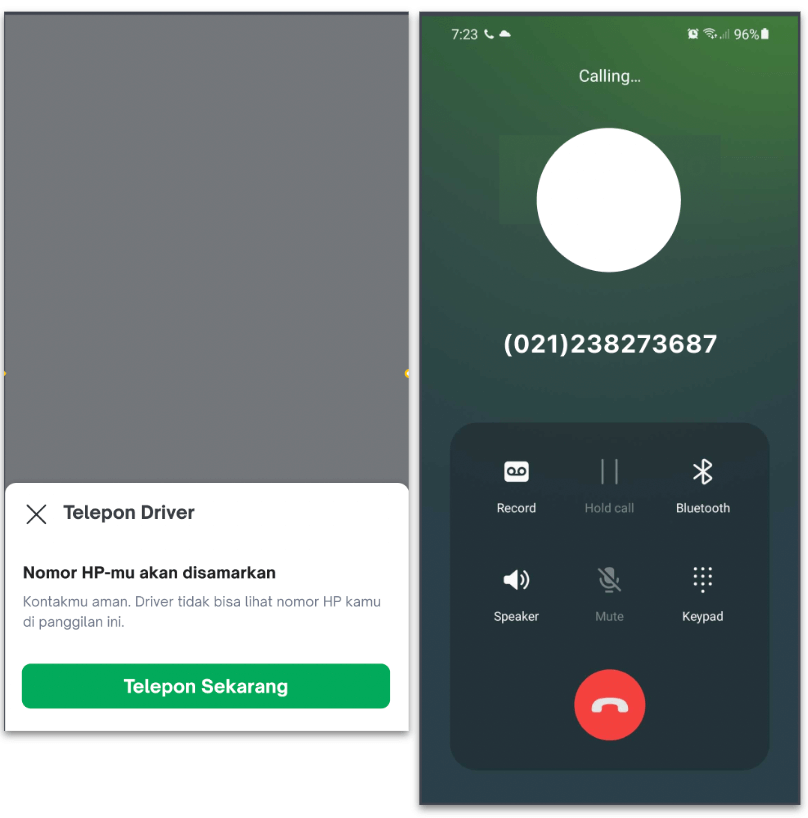 Telepon Driver
Nomor HP-mu akan disamarkan
Kontakmu aman. Driver tidak bisa lihat nomor HP kamu
di panggilan ini.
Telepon Sekarang
7:23
96%
Calling...
(021)238273687
Record
Hold call
Bluetooth
Speaker
Mute
Keypad